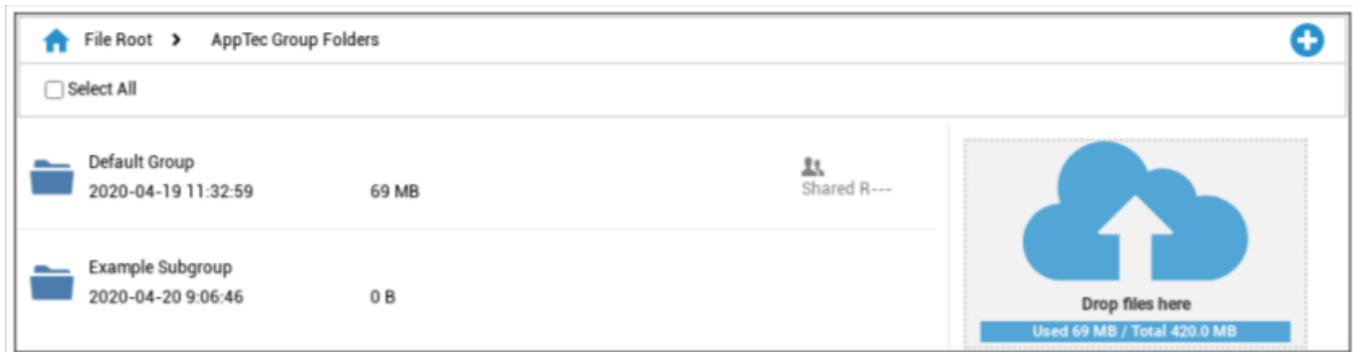 File Root > AppTec Group Folders
Select All
Default Group
2020-04-19 11:32:59 69 MB
Shared R---
Example Subgroup
2020-04-20 9:06:46 0 B
Drop files here
Used 69 MB / Total 420.0 MB